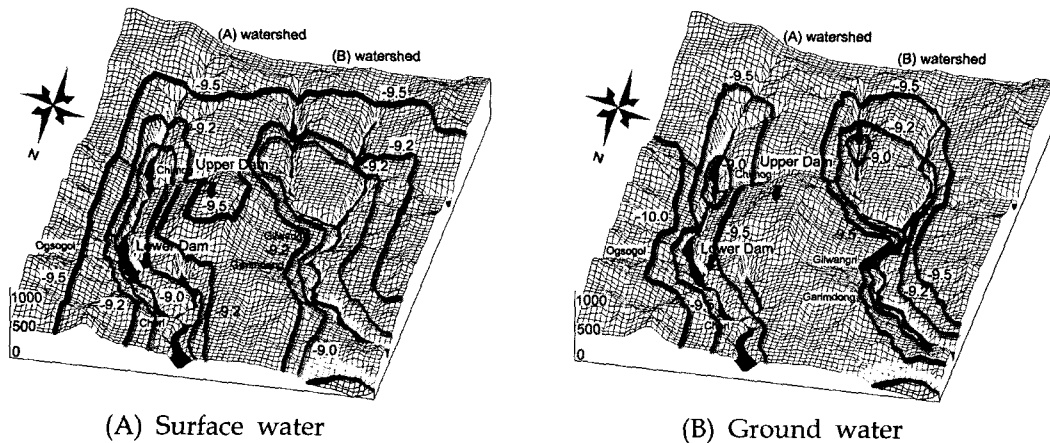 (A) watershed
(B) watershed
-9.5
-9.2
-9.2
Upper Dam
-9.5
Lower Dam
Ogsogol
-9.5
-9.2
-9.0
-9.2
-9.2
-9.0
1000
500
0
N
(A) Surface water
(A) watershed
(B) watershed
-9.5
-9.5
-9.2
-9.0
Upper Dam
-10.0
-9.5
Lower Dam
-9.5
Ogsogol
Gilwangri
Garimdong
-9.5
1000
500
0
N
(B) Ground water